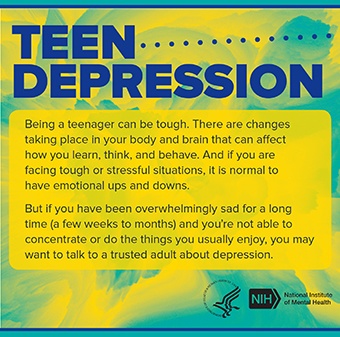 TEEN
DEPRESSION
Being a teenager can be tough. There are changes
taking place in your body and brain that can affect
how you learn, think, and behave. And if you are
facing tough or stressful situations, it is normal to
have emotional ups and downs.
But if you have been overwhelmingly sad for a long
time (a few weeks to months) and you're not able to
concentrate or do the things you usually enjoy, you may
want to talk to a trusted adult about depression.
NIH
National Institute
of Mental Health